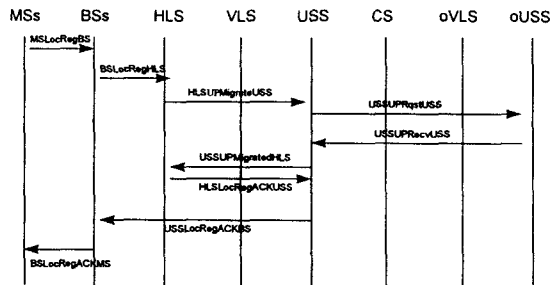 MSs BSs HLS VLS USS CS oVLS oUSS
MSLocRegBS
BSLocRegHLS
HLSUPMigrateUSS
USSUPRqstUSS
USSUPRecvUSS
USSUPMigratedHLS
HLSLocRegACKUSS
USSLocRegACKBS
BSLocRegACKMS